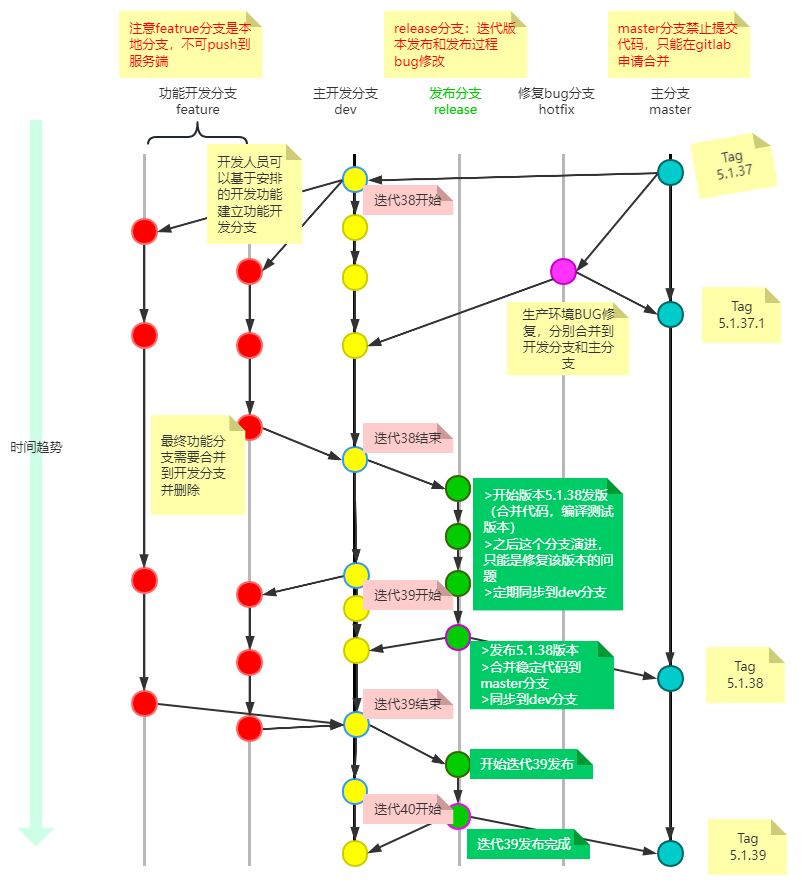 注意featrue分支是本
地分支，不可push到
服务端
release分支：迭代版
本发布和发布过程
bug修改
master分支禁止提交
代码，只能在gitlab
申请合并
功能开发分支
feature
主开发分支
dev
发布分支
release
修复bug分支
hotfix
主分支
master
开发人员可
以基于安排
的开发功能
建立功能开
发分支
Tag
5.1.37
迭代38开始
生产环境BUG修
复，分别合并到
开发分支和主分
支
Tag
5.1.37.1
时间趋势
最终功能分
支需要合并
到开发分支
并删除
迭代38结束
>开始版本5.1.38发版
（合并代码，编译测试
版本）
>之后这个分支演进，
只能是修复该版本的问
题
>定期同步到dev分支
迭代39开始
>发布5.1.38版本
>合并稳定代码到
master分支
>同步到dev分支
Tag
5.1.38
迭代39结束
开始迭代39发布
迭代40开始
迭代39发布完成
Tag
5.1.39